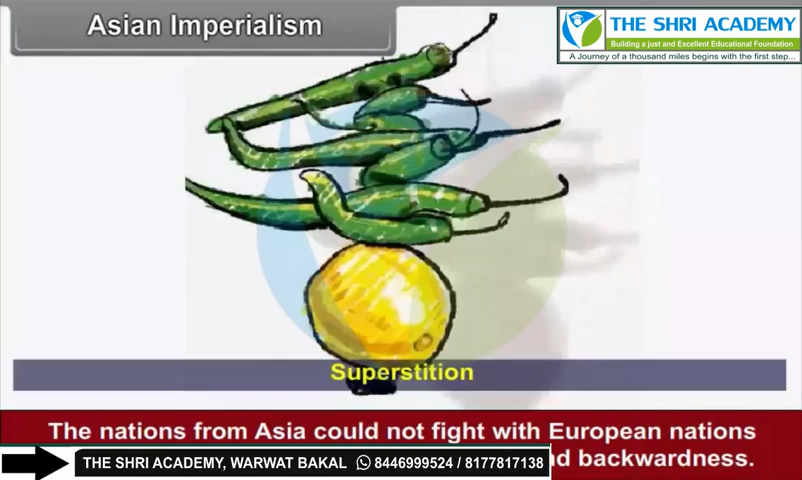 Asian Imperialism
THE SHRI ACADEMY
Building a just and Excellent Educational Foundation
A Journey of a thousand miles begins with the first step...
Superstition
The nations from Asia could not fight with European nations
backwardness.
THE SHRI ACADEMY, WARWAT BAKAL 8446999524 / 8177817138